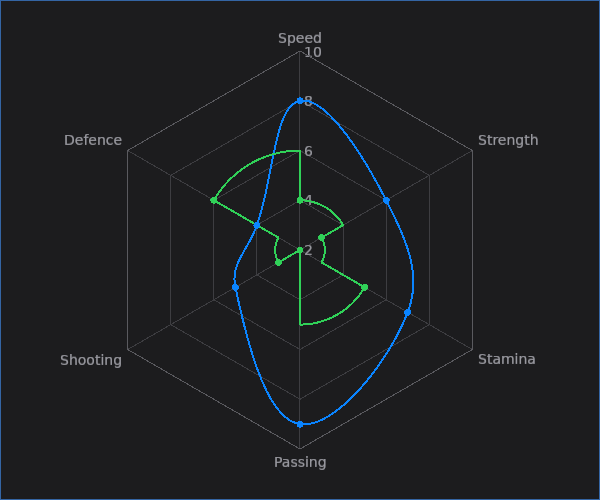 Speed
10
8
Defence
Strength
6
4
2
Shooting
Stamina
Passing